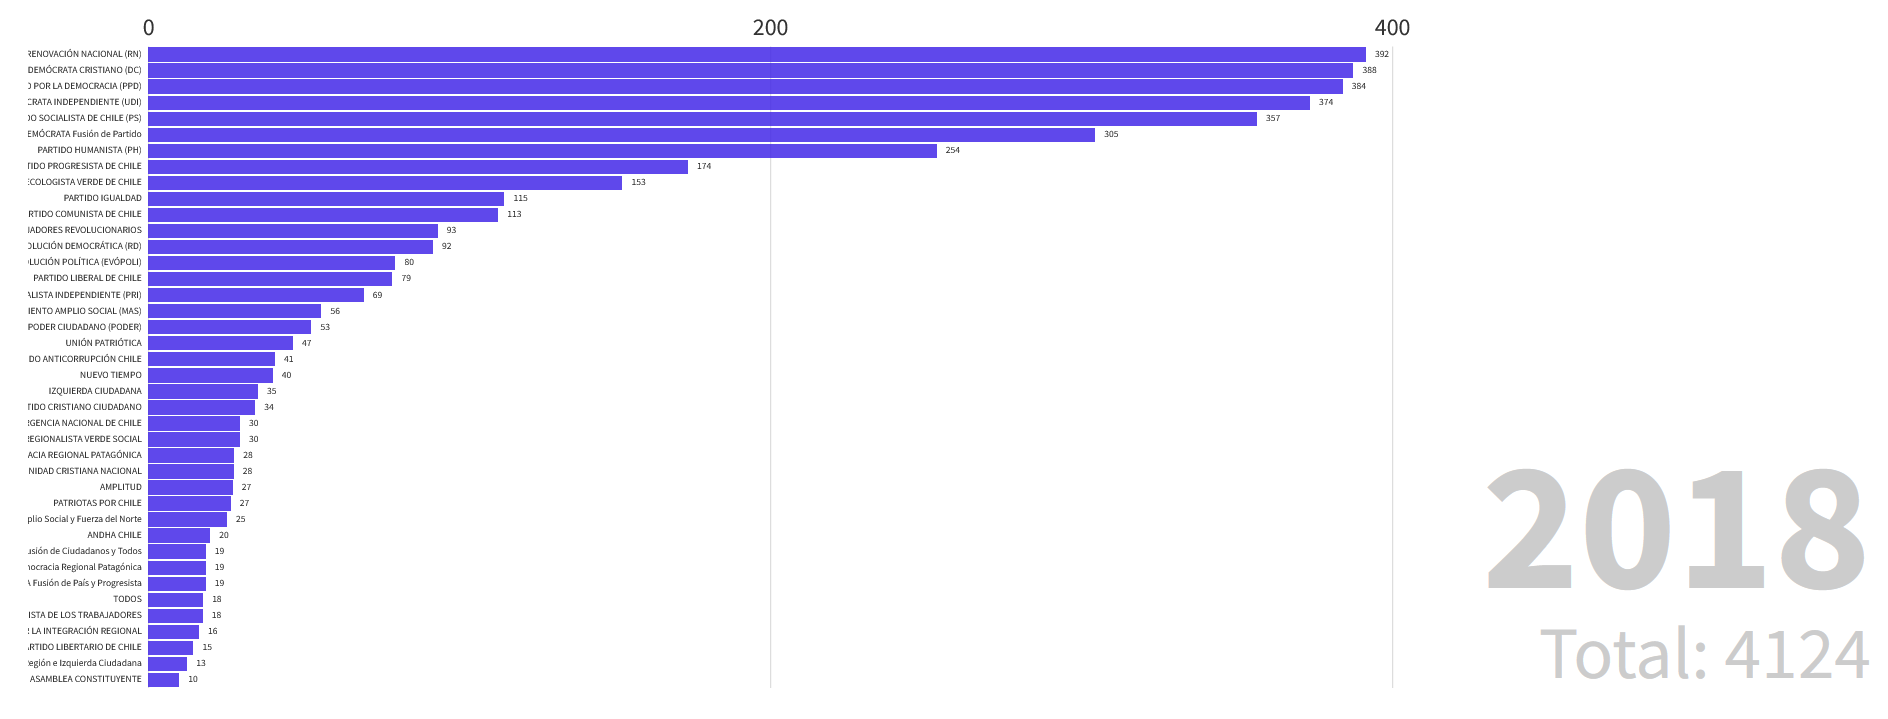 0 200 400
RENOVACIÓN NACIONAL (RN) 392
DEMÓCRATA CRISTIANO (DC) 388
O POR LA DEMOCRACIA (PPD) 384
CRATA INDEPENDIENTE (UDI) 374
DO SOCIALISTA DE CHILE (PS) 357
EMÓCRATA Fusión de Partido 305
PARTIDO HUMANISTA (PH) 254
TIDO PROGRESISTA DE CHILE 174
ECOLOGISTA VERDE DE CHILE 153
PARTIDO IGUALDAD 115
RTIDO COMUNISTA DE CHILE 113
JADORES REVOLUCIONARIOS 93
OLUCIÓN DEMOCRÁTICA (RD) 92
OLUCIÓN POLÍTICA (EVÓPOLI) 80
PARTIDO LIBERAL DE CHILE 79
ALISTA INDEPENDIENTE (PRI) 69
IENTO AMPLIO SOCIAL (MAS) 56
PODER CIUDADANO (PODER) 53
UNIÓN PATRIÓTICA 47
DO ANTICORRUPCIÓN CHILE 41
NUEVO TIEMPO 40
IZQUIERDA CIUDADANA 35
TIDO CRISTIANO CIUDADANO 34
RGENCIA NACIONAL DE CHILE 30
REGIONALISTA VERDE SOCIAL 30
ACIA REGIONAL PATAGÓNICA 28
NIDAD CRISTIANA NACIONAL 28
AMPLITUD 27
PATRIOTAS POR CHILE 27
plio Social y Fuerza del Norte 25
ANDHA CHILE 20
usión de Ciudadanos y Todos 19
nocracia Regional Patagónica 19
A Fusión de País y Progresista 19
TODOS 18
ISTA DE LOS TRABAJADORES 18
R LA INTEGRACIÓN REGIONAL 16
ARTIDO LIBERTARIO DE CHILE 15
Región e Izquierda Ciudadana 13
ASAMBLEA CONSTITUYENTE 10
2018
Total: 4124